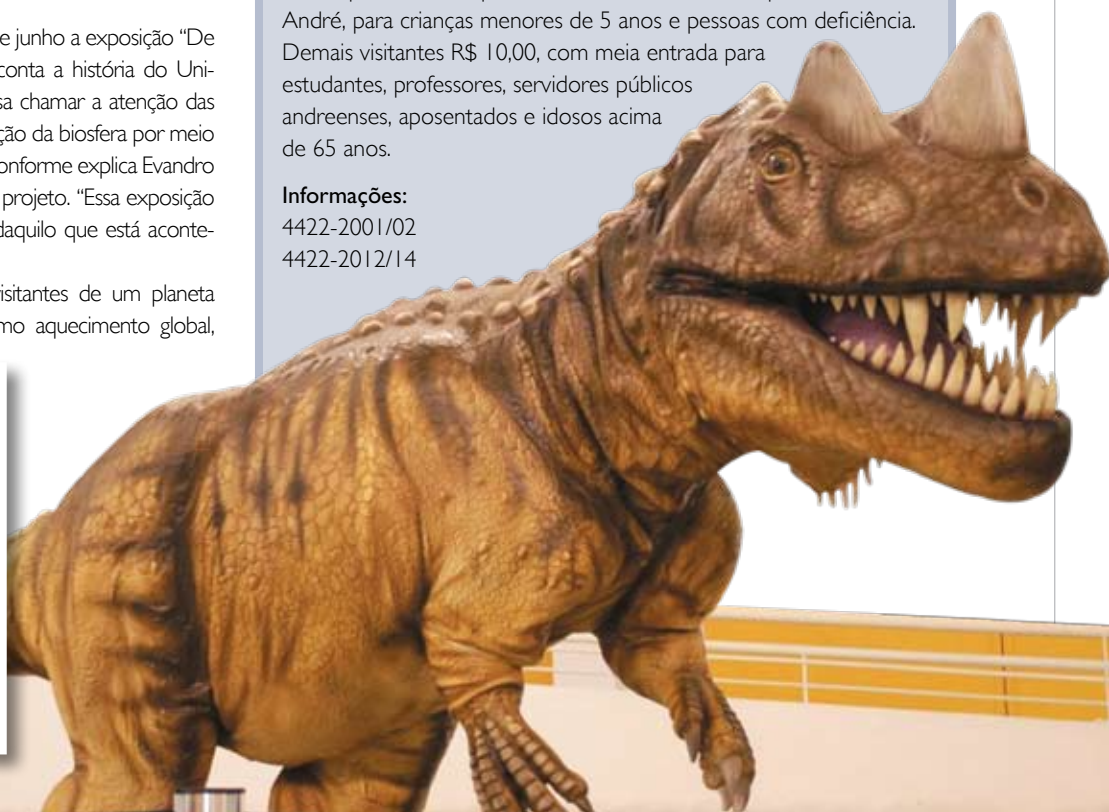 e junho a exposição “De
conta a história do Uni-
sa chamar a atenção das
ção da biosfera por meio
onforme explica Evandro
projeto. “Essa exposição
daquilo que está aconte-
isitantes de um planeta
mo aquecimento global,
André, para crianças menores de 5 anos e pessoas com deficiência.
Demais visitantes R$ 10,00, com meia entrada para
estudantes, professores, servidores públicos
andreenses, aposentados e idosos acima
de 65 anos.
Informações:
4422-2001/02
4422-2012/14